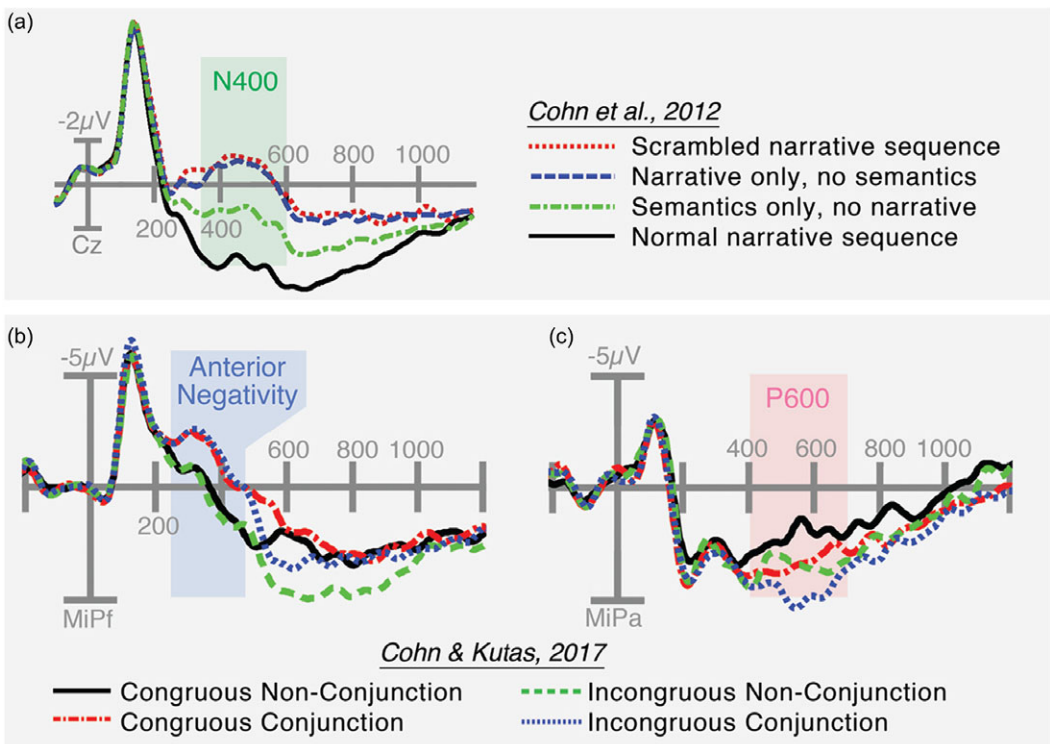 (a)
N400
-2µV
600 800 1000
200 400
Cz
Cohn et al., 2012
Scrambled narrative sequence
Narrative only, no semantics
Semantics only, no narrative
Normal narrative sequence
(b)
-5µV
Anterior
Negativity
600 800 1000
200
MiPf
(c)
-5µV
P600
400 600 800 1000
MiPa
Cohn & Kutas, 2017
Congruous Non-Conjunction
Congruous Conjunction
Incongruous Non-Conjunction
Incongruous Conjunction